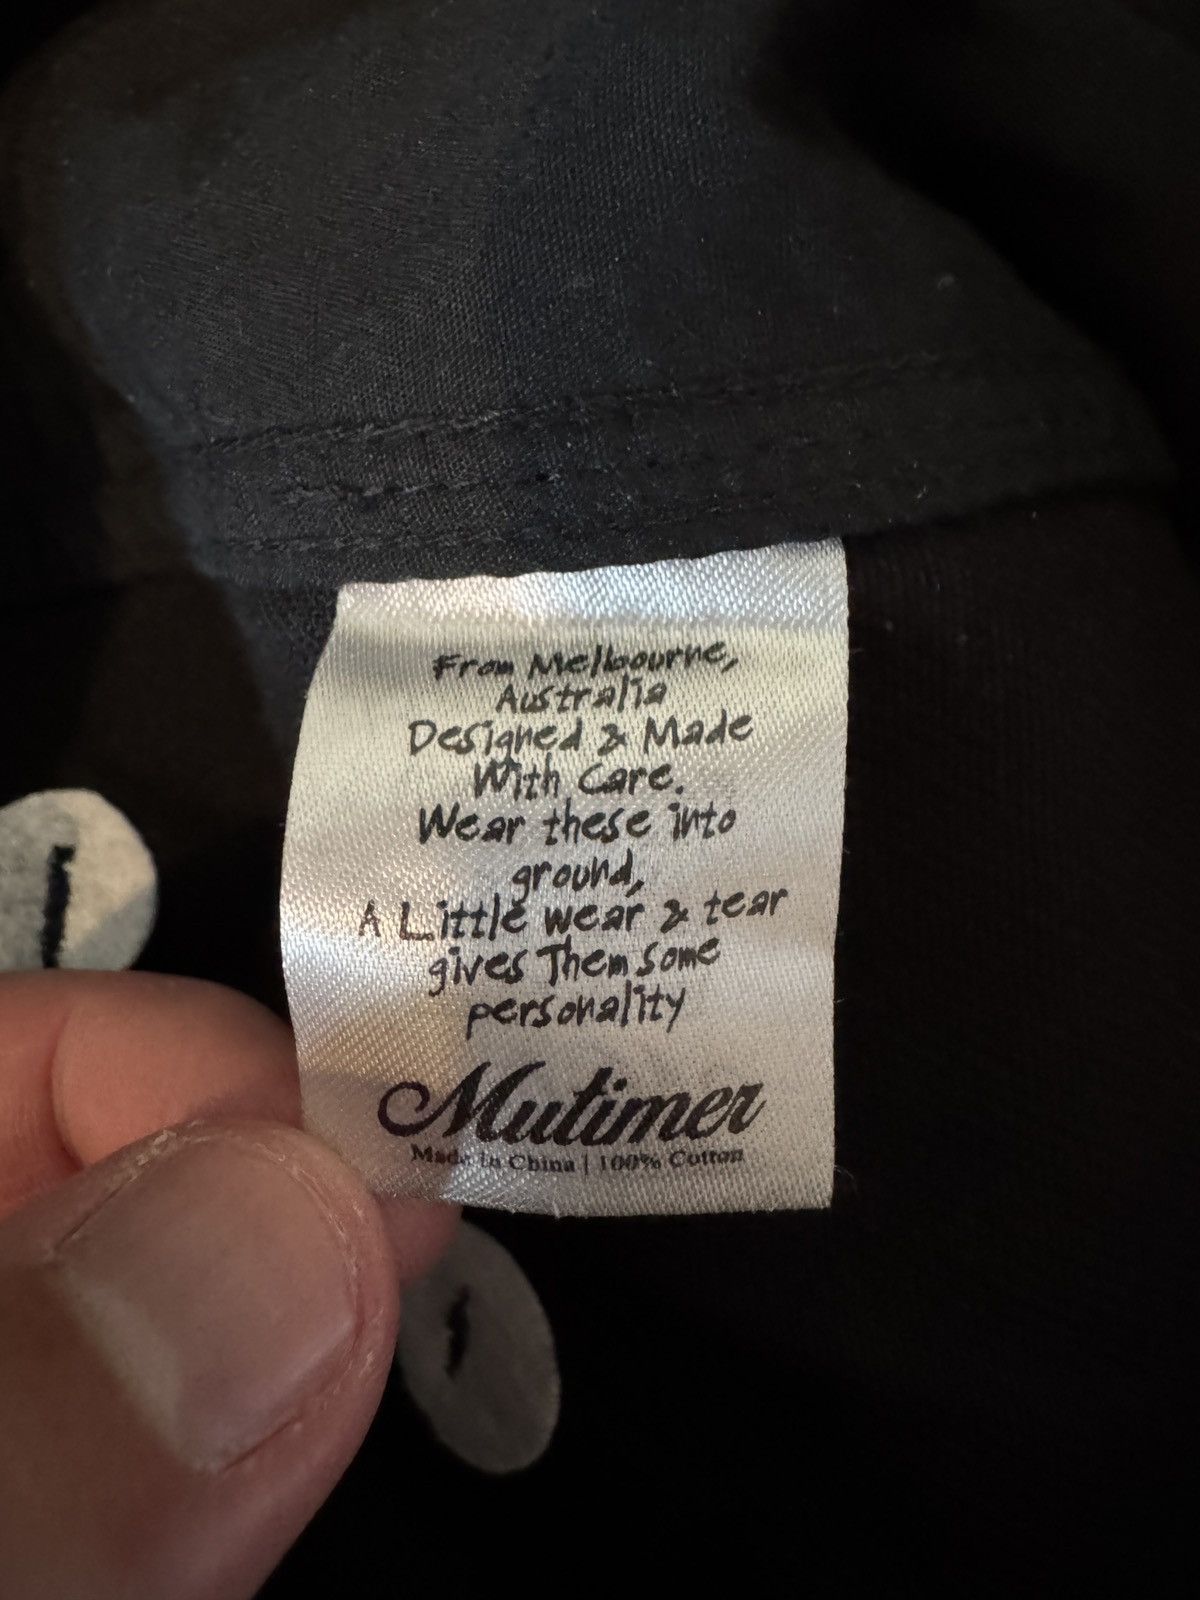 From Melbourne,
Australia
Designed & Made
With Care.
Wear these into
ground,
A Little wear & tear
gives Them some
personality
Mutimer
Made In China | 100% Cotton